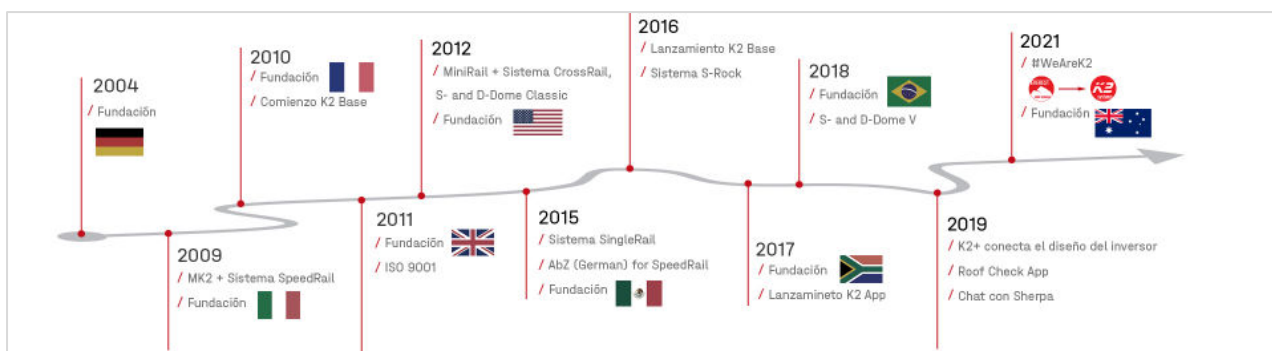 2004
/ Fundación
2009
/ MK2 + Sistema SpeedRail
/ Fundación
2010
/ Fundación
/ Comienzo K2 Base
2011
/ Fundación
/ ISO 9001
2012
/ MiniRail + Sistema CrossRail,
S- and D-Dome Classic
/ Fundación
2015
/ Sistema SingleRail
/ AbZ (German) for SpeedRail
/ Fundación
2016
/ Lanzamiento K2 Base
/ Sistema S-Rock
2017
/ Fundación
/ Lanzamineto K2 App
2018
/ Fundación
/ S- and D-Dome V
2019
/ K2+ conecta el diseño del inversor
/ Roof Check App
/ Chat con Sherpa
2021
/ #WeAreK2
K2
/ Fundación